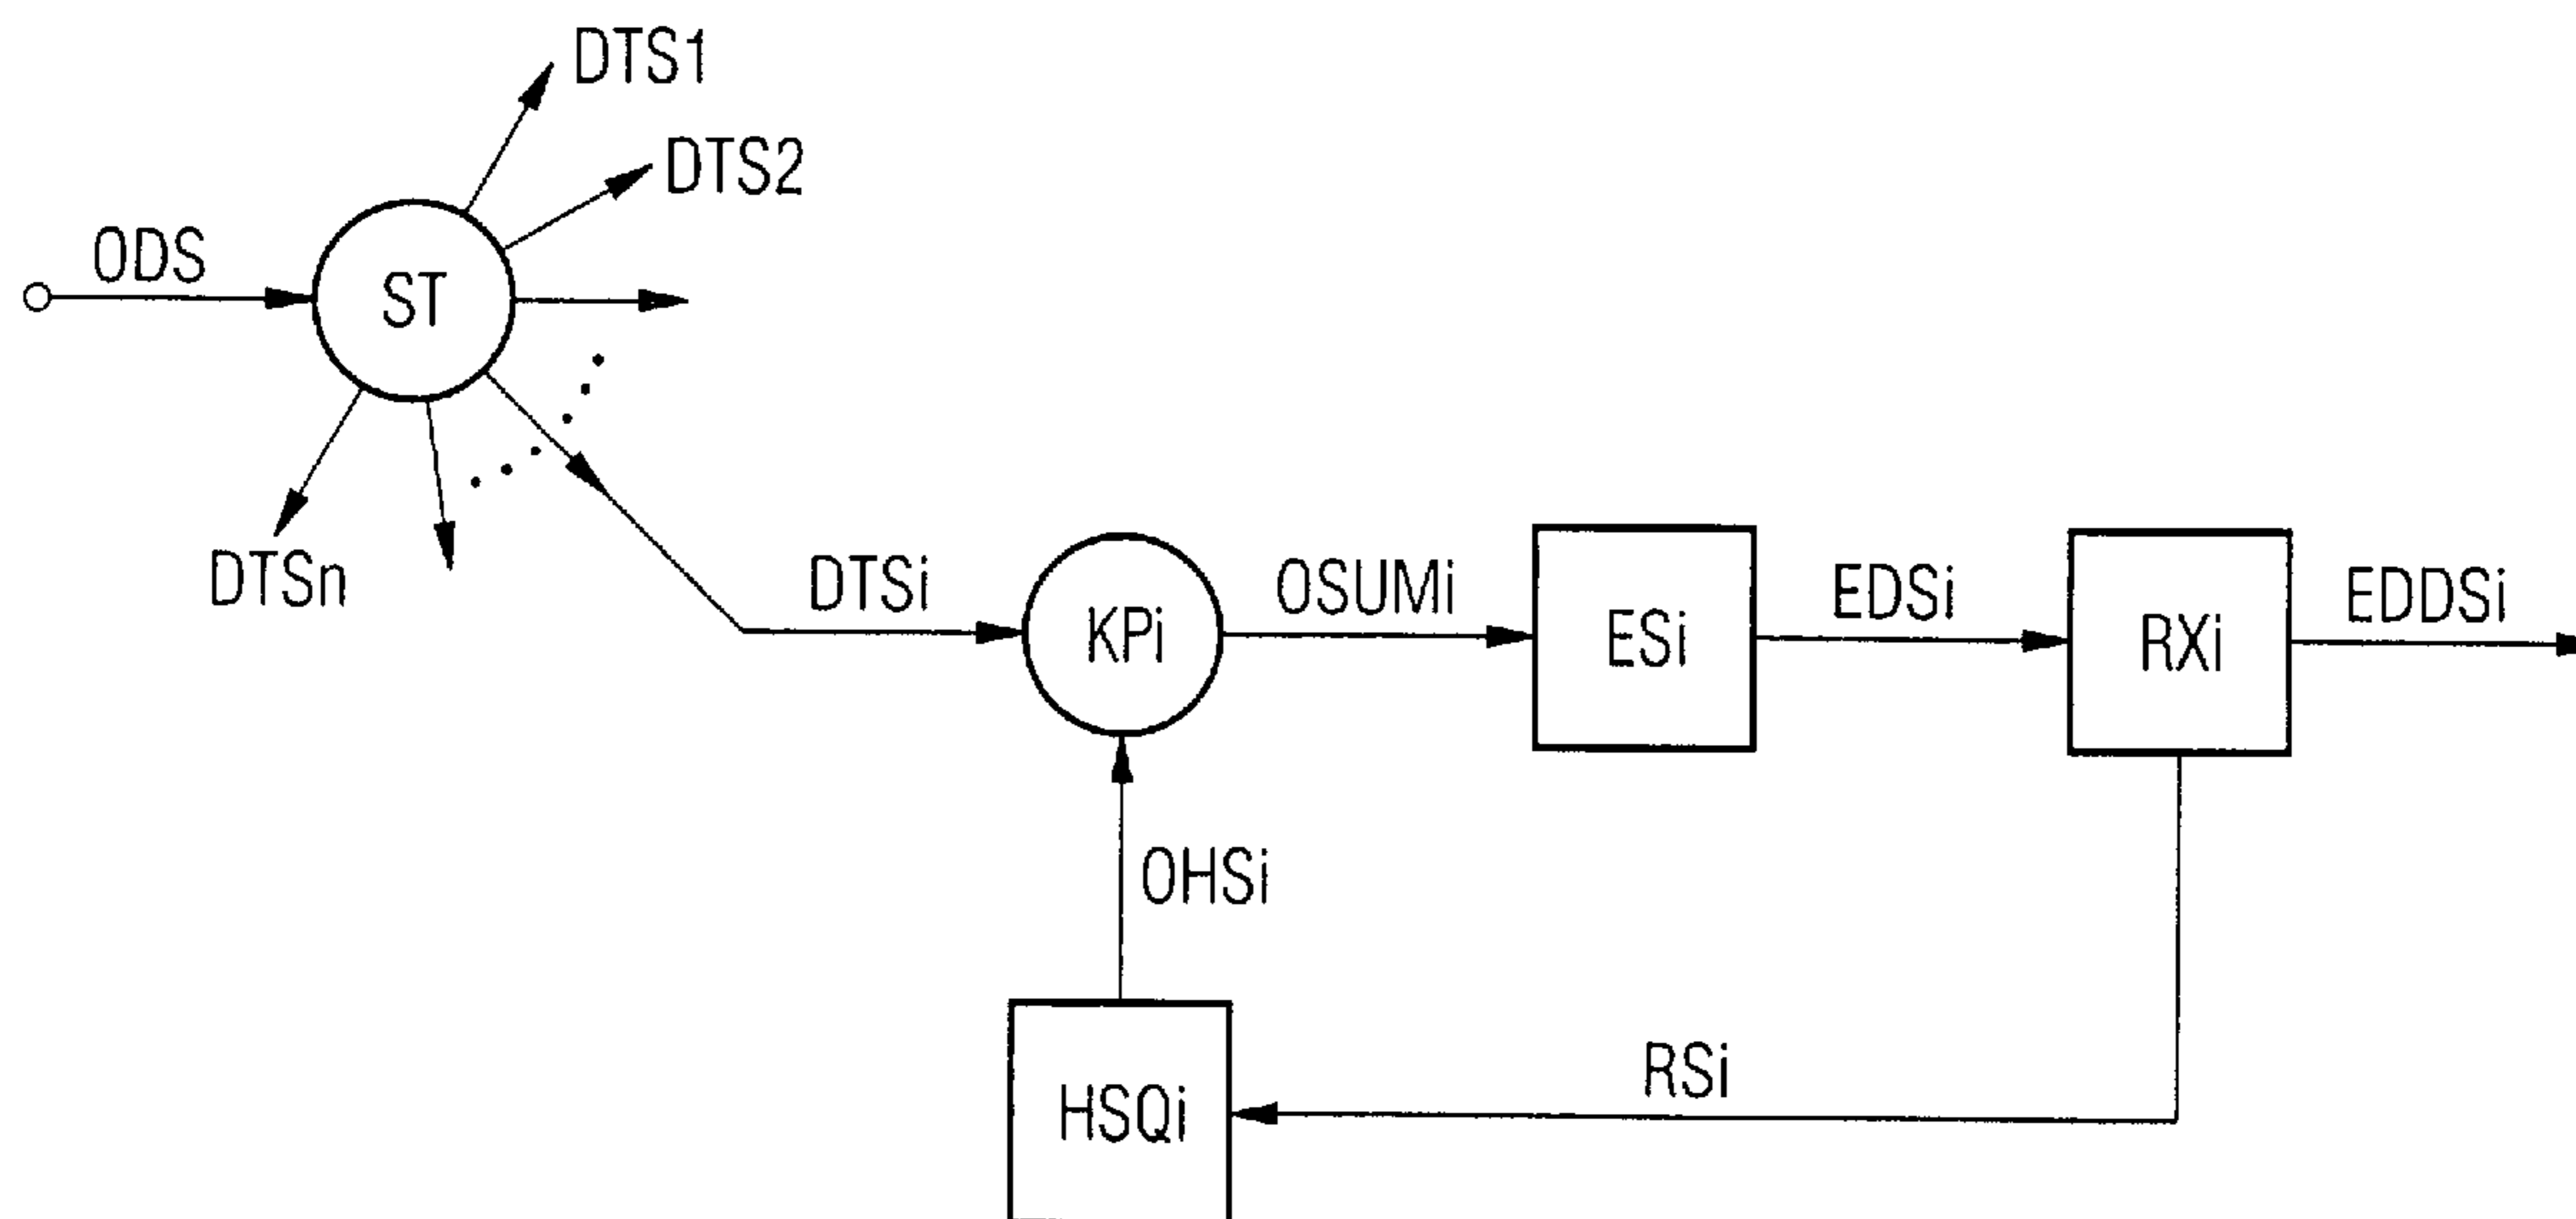 DTS1
DTS2
ODS
ST
DTSn
DTSi
KPi
OSUMi
ESi
EDSi
RXi
EDDSi
OHSi
RSi
HSQi